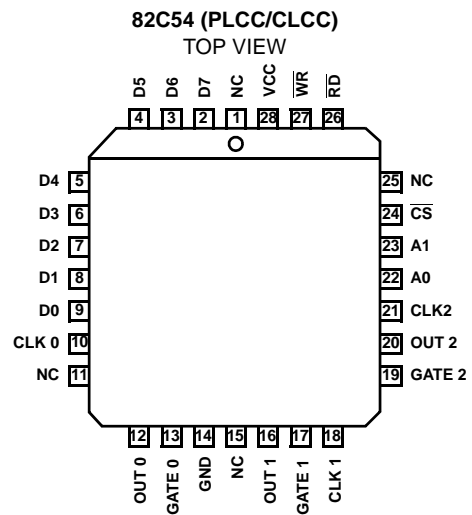 82C54 (PLCC/CLCC)
TOP VIEW
D5 D6 D7 NC VCC WR RD
4 3 2 1 28 27 26
D4 5 25 NC
D3 6 24 CS
D2 7 23 A1
D1 8 22 A0
D0 9 21 CLK2
CLK 0 10 20 OUT 2
NC 11 19 GATE 2
12 13 14 15 16 17 18
OUT 0 GATE 0 GND NC OUT 1 GATE 1 CLK 1